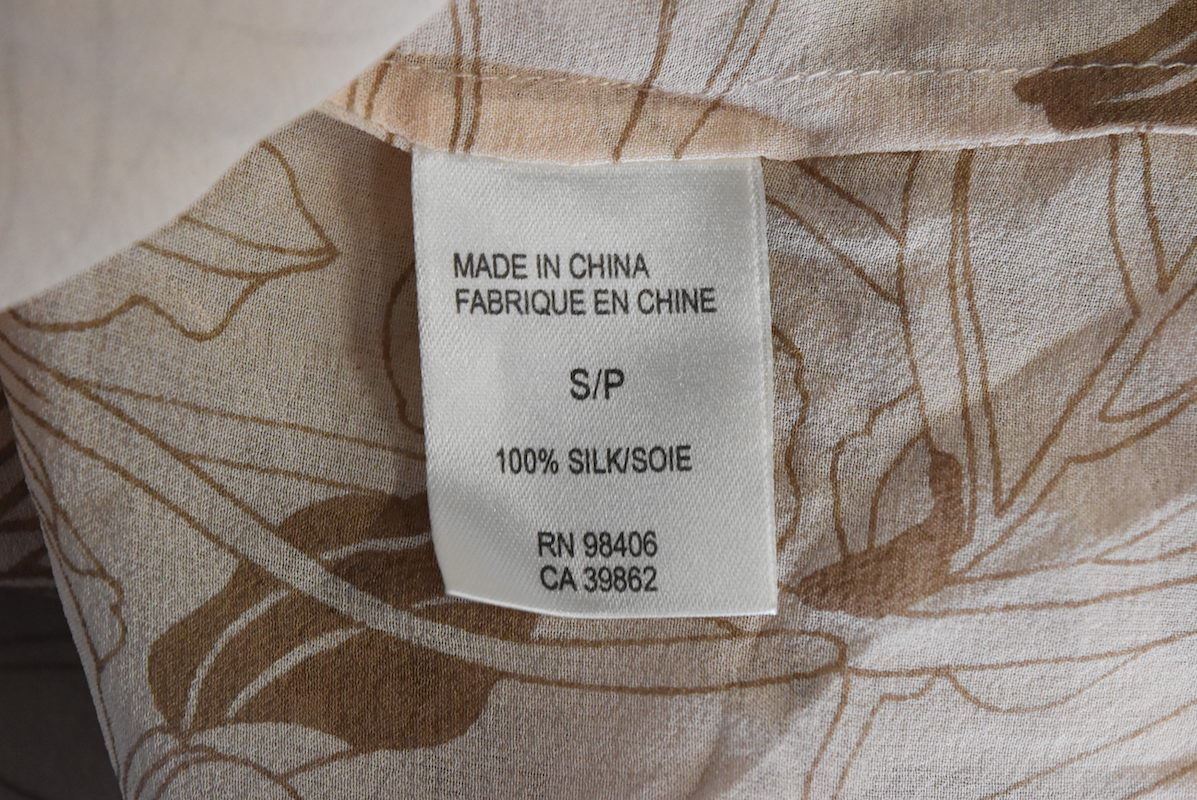 MADE IN CHINA
FABRIQUE EN CHINE
S/P
100% SILK/SOIE
RN 98406
CA 39862